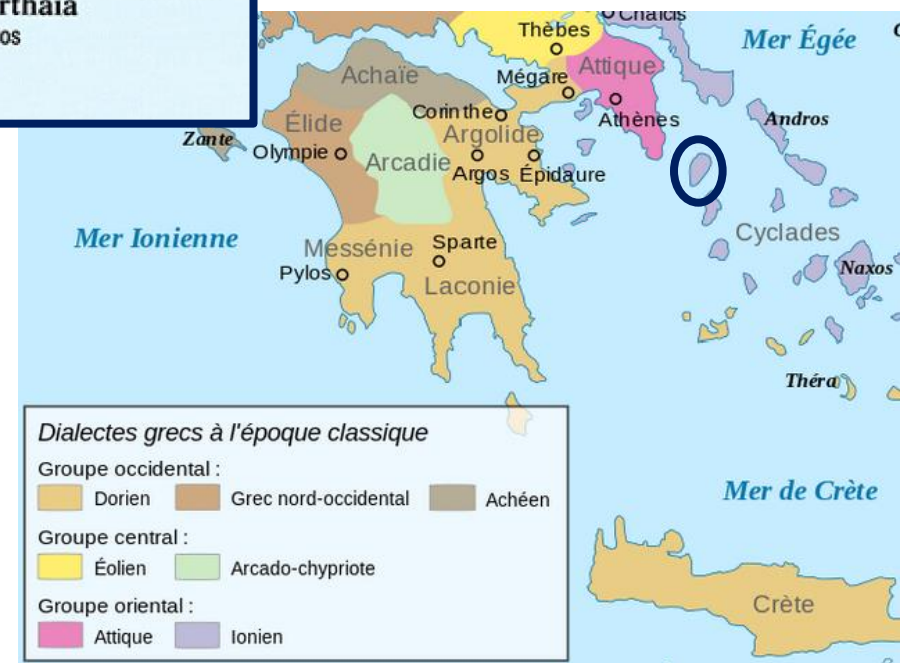 rthaia
os
Chalcis
Thèbes
Mer Égée
Mégare
Attique
Achaïe
Corinthe
Athènes
Andros
Élide
Argolide
Zante
Olympie
Arcadie
Argos Épidaure
Mer Ionienne
Cyclades
Messénie
Sparte
Naxos
Pylos
Laconie
Théra
Dialectes grecs à l'époque classique
Groupe occidental :
Dorien Grec nord-occidental Achéen
Mer de Crète
Groupe central :
Éolien Arcado-chypriote
Crète
Groupe oriental :
Attique Ionien